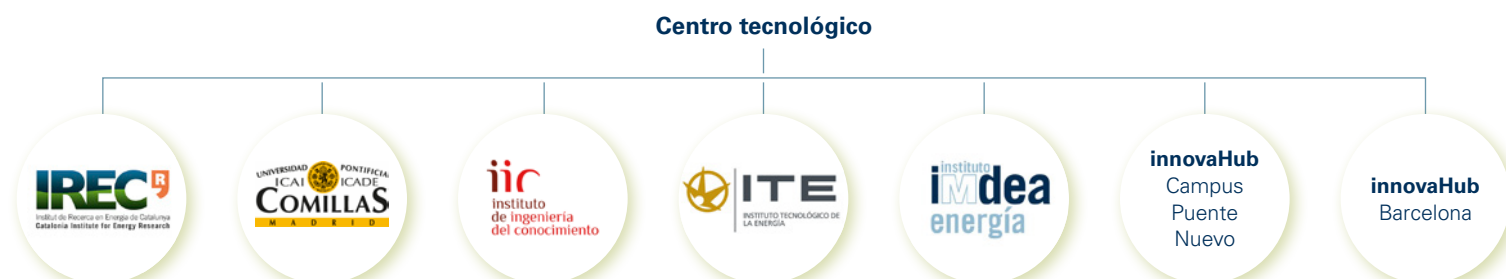 Centro tecnológico
IREC R
Institut de Recerca en Energia de Catalunya
Catalonia Institute for Energy Research
UNIVERSIDAD PONTIFICIA
ICAI ICADE
COMILLAS
MADRID
iic
instituto
de ingeniería
del conocimiento
ITE
INSTITUTO TECNOLÓGICO DE
LA ENERGÍA
instituto
imdea
energía
innovaHub
Campus
Puente
Nuevo
innovaHub
Barcelona